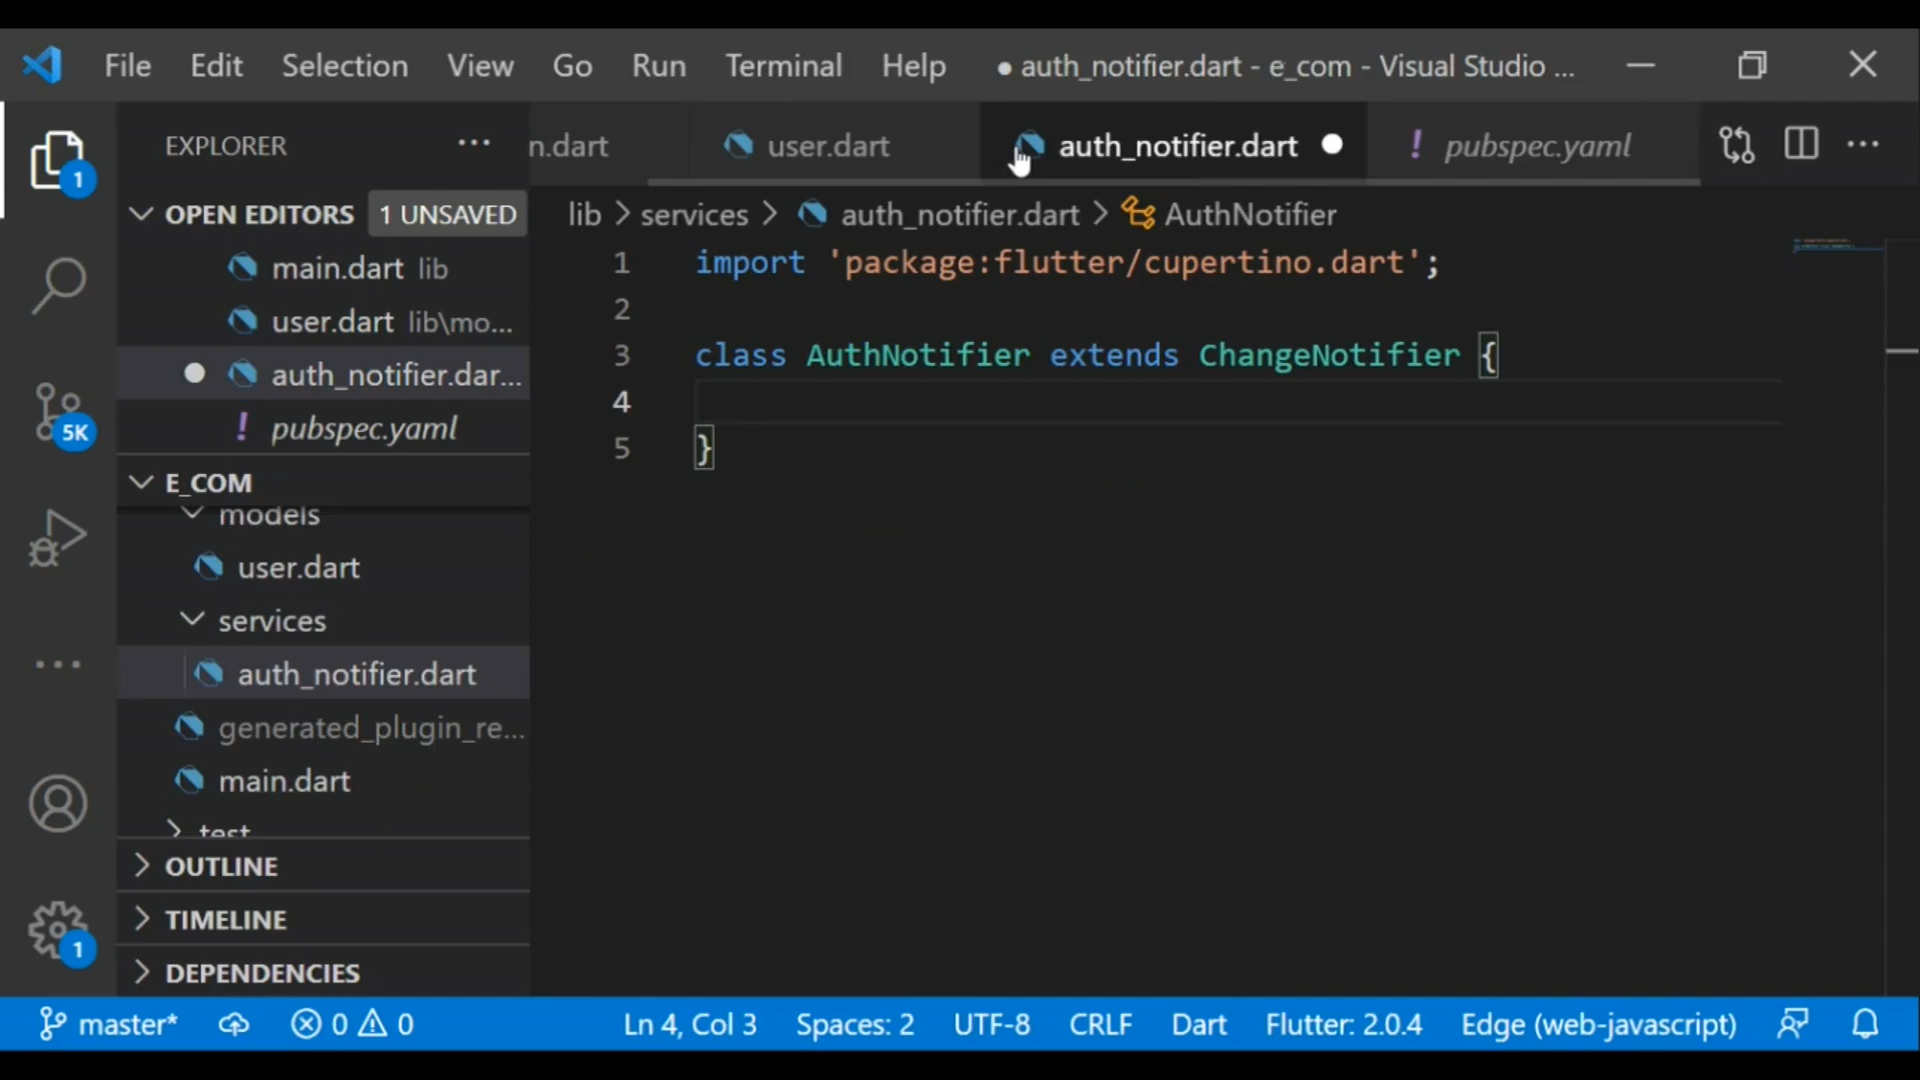 File Edit Selection View Go Run Terminal Help ● auth_notifier.dart - e_com - Visual Studio ...
EXPLORER ...
n.dart user.dart auth_notifier.dart ! pubspec.yaml
1
OPEN EDITORS 1 UNSAVED
main.dart lib
user.dart lib\mo...
auth_notifier.dar...
! pubspec.yaml
5K
E_COM
models
user.dart
services
auth_notifier.dart
generated_plugin_re...
main.dart
test
OUTLINE
TIMELINE
1
DEPENDENCIES
lib > services > auth_notifier.dart > AuthNotifier
1 import 'package:flutter/cupertino.dart';
2
3 class AuthNotifier extends ChangeNotifier {
4
5 }
master* 0 0 Ln 4, Col 3 Spaces: 2 UTF-8 CRLF Dart Flutter: 2.0.4 Edge (web-javascript)